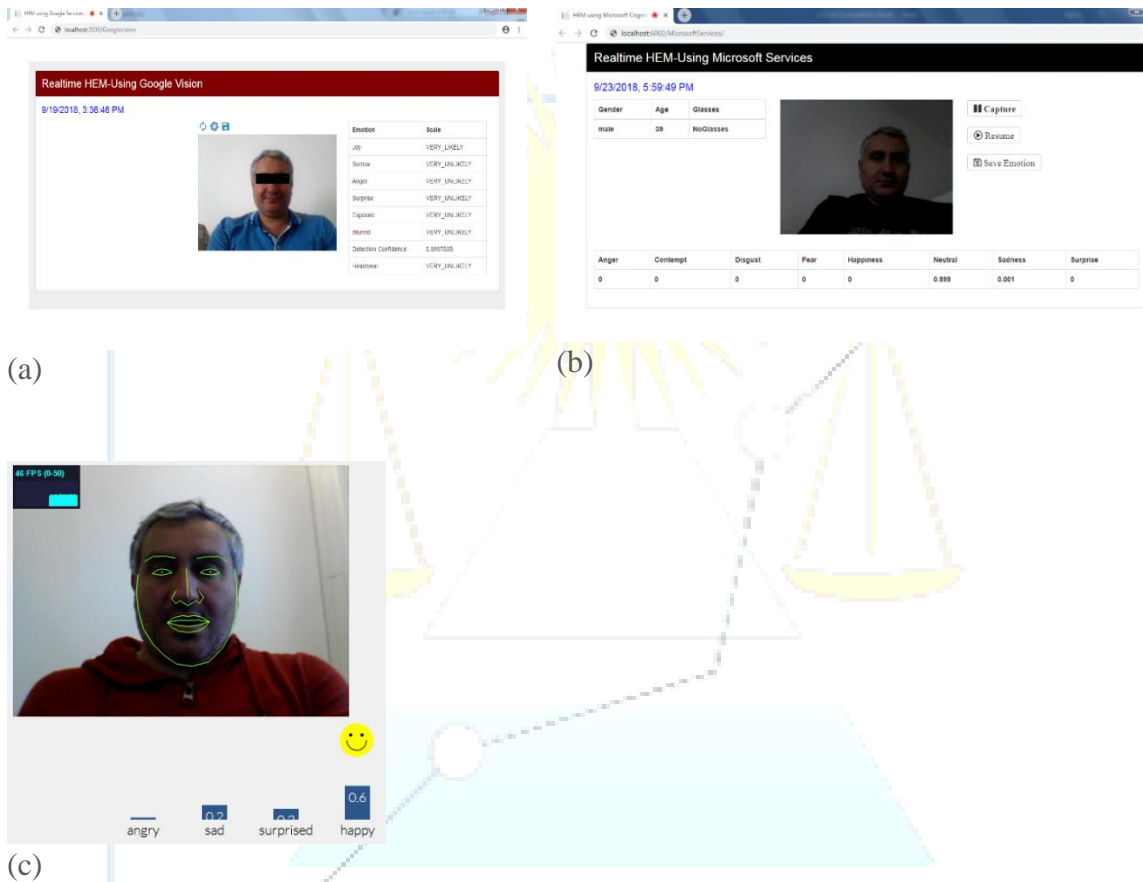 HEM using Google Services
localhost:3000/Googlevision
Realtime HEM-Using Google Vision
9/19/2018, 3:36:46 PM
Emotion Scale
Joy VERY_LIKELY
Sorrow VERY_UNLIKELY
Anger VERY_UNLIKELY
Surprise VERY_UNLIKELY
Exposed VERY_UNLIKELY
Blurred VERY_UNLIKELY
Detection Confidence
Headwear VERY_UNLIKELY
(a)
HEM using Microsoft Cogni
localhost:6060/MicrosoftServices/
Realtime HEM-Using Microsoft Services
9/23/2018, 5:59:49 PM
Gender Age Glasses
male 39 NoGlasses
Capture
Resume
Save Emotion
Anger Contempt Disgust Fear Happiness Neutral Sadness Surprise
0 0 0 0 0 0.999 0.001 0
(b)
46 FPS (0-50)
0.2 0.6
angry sad surprised happy
(c)